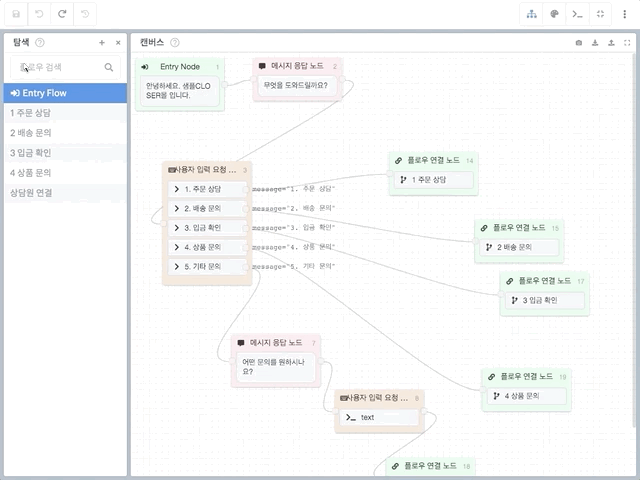 탐색
플로우 검색
Entry Flow
1 주문 상담
2 배송 문의
3 입금 확인
4 상품 문의
상담원 연결
캔버스
Entry Node 1
안녕하세요. 샘플CLO
SER을 입니다.
메시지 응답 노드 2
무엇을 도와드릴까요?
사용자 입력 요청 ... 3
1. 주문 상담
2. 배송 문의
3. 입금 확인
4. 상품 문의
5. 기타 문의
message="1. 주문 상담"
message="2. 배송 문의"
message="3. 입금 확인"
message="4. 상품 문의"
message="5. 기타 문의"
플로우 연결 노드 14
1 주문 상담
플로우 연결 노드 15
2 배송 문의
플로우 연결 노드 17
3 입금 확인
메시지 응답 노드 7
어떤 문의를 원하시나
요?
플로우 연결 노드 19
4 상품 문의
사용자 입력 요청 ... 8
text
플로우 연결 노드 18